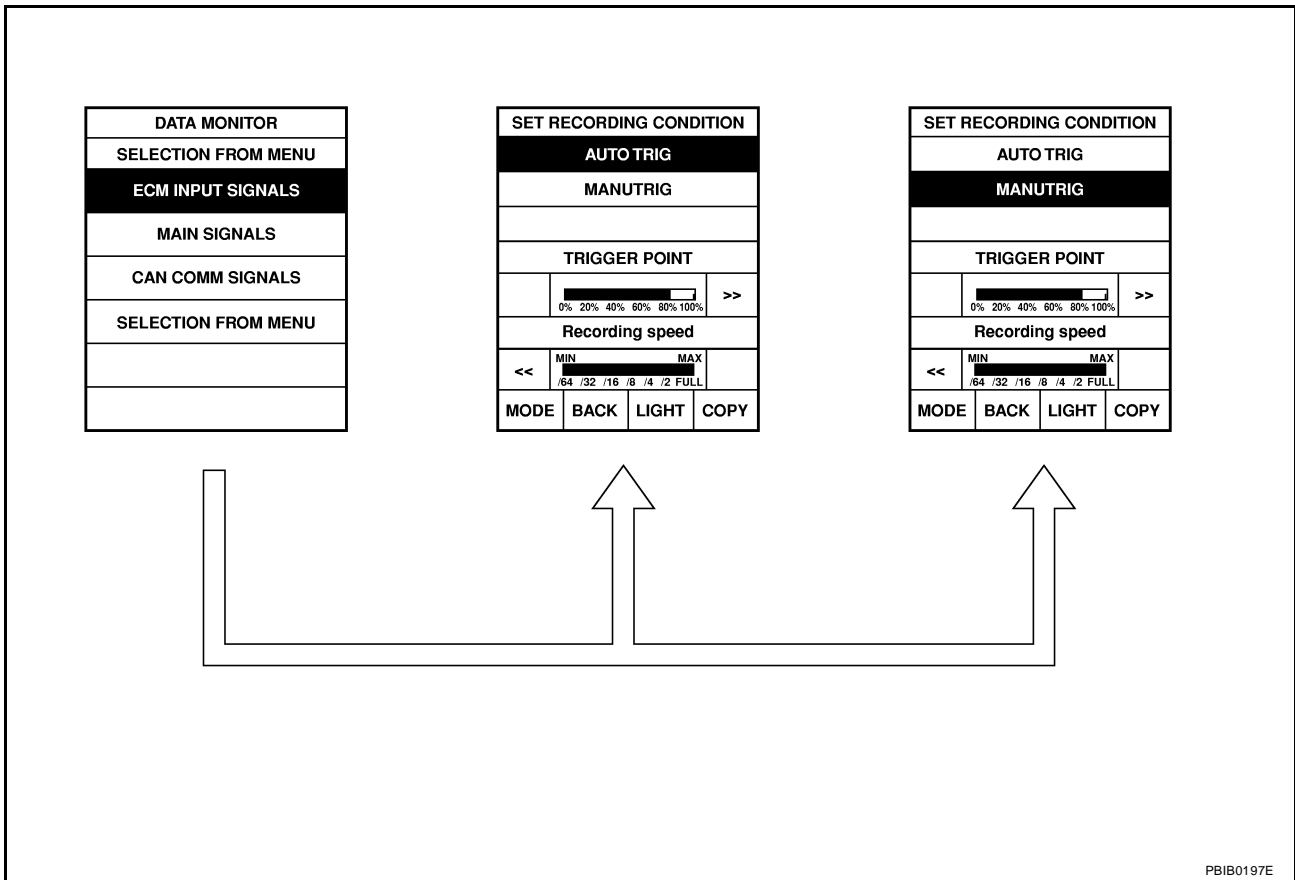 DATA MONITOR
SELECTION FROM MENU
ECM INPUT SIGNALS
MAIN SIGNALS
CAN COMM SIGNALS
SELECTION FROM MENU
SET RECORDING CONDITION
AUTO TRIG
MANUTRIG
TRIGGER POINT
>>
0% 20% 40% 60% 80% 100%
Recording speed
MIN MAX
<<
/64 /32 /16 /8 /4 /2 FULL
MODE BACK LIGHT COPY
SET RECORDING CONDITION
AUTO TRIG
MANUTRIG
TRIGGER POINT
>>
0% 20% 40% 60% 80% 100%
Recording speed
MIN MAX
<<
/64 /32 /16 /8 /4 /2 FULL
MODE BACK LIGHT COPY
PBIB0197E